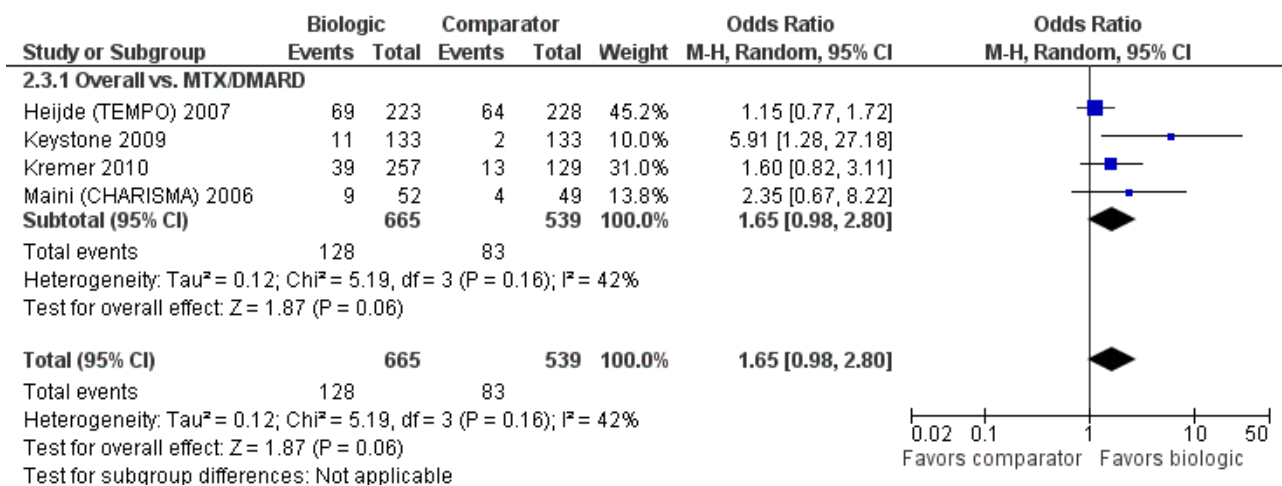 Biologic Comparator Odds Ratio Odds Ratio
Study or Subgroup Events Total Events Total Weight M-H, Random, 95% CI M-H, Random, 95% CI
2.3.1 Overall vs. MTX/DMARD
Heijde (TEMPO) 2007 69 223 64 228 45.2% 1.15 [0.77, 1.72]
Keystone 2009 11 133 2 133 10.0% 5.91 [1.28, 27.18]
Kremer 2010 39 257 13 129 31.0% 1.60 [0.82, 3.11]
Maini (CHARISMA) 2006 9 52 4 49 13.8% 2.35 [0.67, 8.22]
Subtotal (95% CI) 665 539 100.0% 1.65 [0.98, 2.80]
Total events 128 83
Heterogeneity: Tau² = 0.12; Chi² = 5.19, df = 3 (P = 0.16); I² = 42%
Test for overall effect: Z = 1.87 (P = 0.06)
Total (95% CI) 665 539 100.0% 1.65 [0.98, 2.80]
Total events 128 83
Heterogeneity: Tau² = 0.12; Chi² = 5.19, df = 3 (P = 0.16); I² = 42%
Test for overall effect: Z = 1.87 (P = 0.06)
Test for subgroup differences: Not applicable
0.02 0.1 1 10 50
Favors comparator Favors biologic